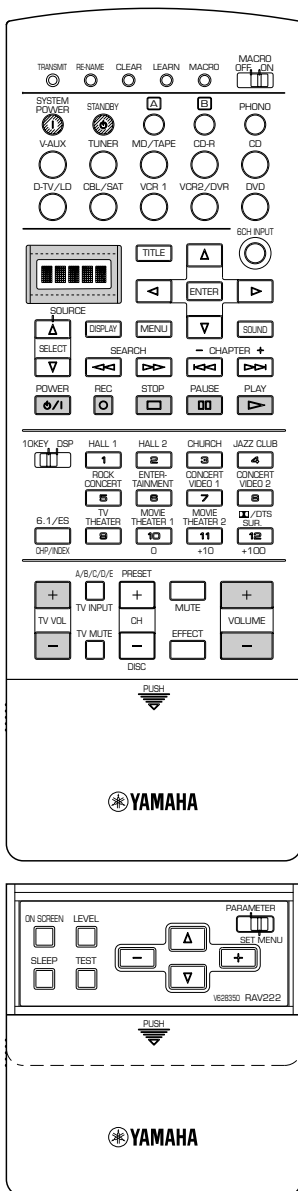 MACRO
TRANSMIT RE-NAME CLEAR LEARN MACRO OFF ON
SYSTEM
POWER STANDBY A B PHONO
V-AUX TUNER MD/TAPE CD-R CD
D-TV/LD CBL/SAT VCR 1 VCR2/DVR DVD
6CH INPUT
TITLE
ENTER
SOURCE
DISPLAY MENU SOUND
SELECT
SEARCH – CHAPTER +
POWER REC STOP PAUSE PLAY
10KEY DSP HALL 1 HALL 2 CHURCH JAZZ CLUB
1 2 3 4
ROCK CONCERT ENTER-TAINMENT CONCERT VIDEO 1 CONCERT VIDEO 2
5 6 7 8
TV THEATER MOVIE THEATER 1 MOVIE THEATER 2 /DTS SUR.
6.1/ES 9 10 11 12
CHP/INDEX 0 +10 +100
A/B/C/D/E PRESET
+ TV INPUT + MUTE +
TV VOL CH VOLUME
– TV MUTE – EFFECT –
DISC
PUSH
YAMAHA
PARAMETER
ON SCREEN LEVEL
SET MENU
SLEEP TEST – +
V628350 RAV222
PUSH
YAMAHA